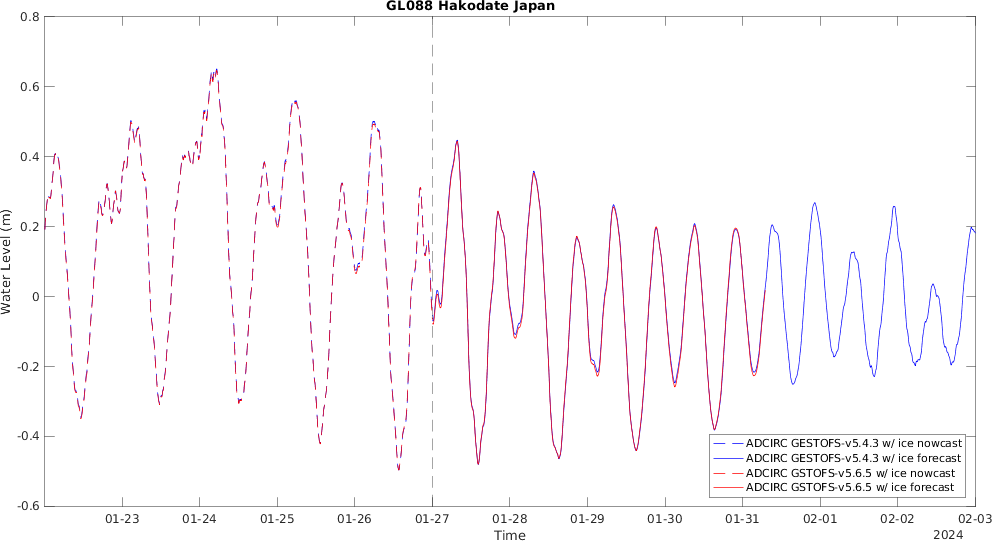 GL088 Hakodate Japan
0.8
0.6
0.4
0.2
0
-0.2
-0.4
-0.6
Water Level (m)
01-23 01-24 01-25 01-26 01-27 01-28 01-29 01-30 01-31 02-01 02-02 02-03
Time
2024
ADCIRC GESTOFS-v5.4.3 w/ ice nowcast
ADCIRC GESTOFS-v5.4.3 w/ ice forecast
ADCIRC GSTOFS-v5.6.5 w/ ice nowcast
ADCIRC GSTOFS-v5.6.5 w/ ice forecast